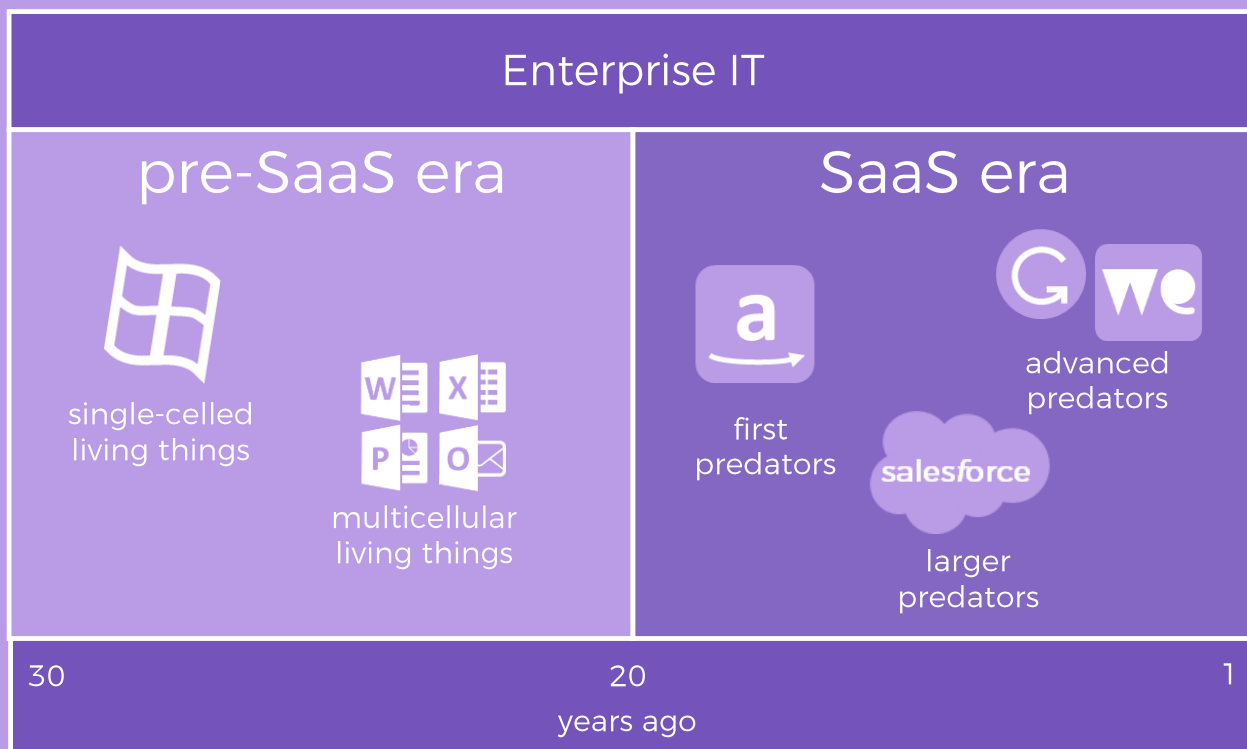 Enterprise IT
pre-SaaS era
single-celled
living things
W X
P O
multicellular
living things
SaaS era
a
first
predators
G we
advanced
predators
salesforce
larger
predators
30 20 1
years ago